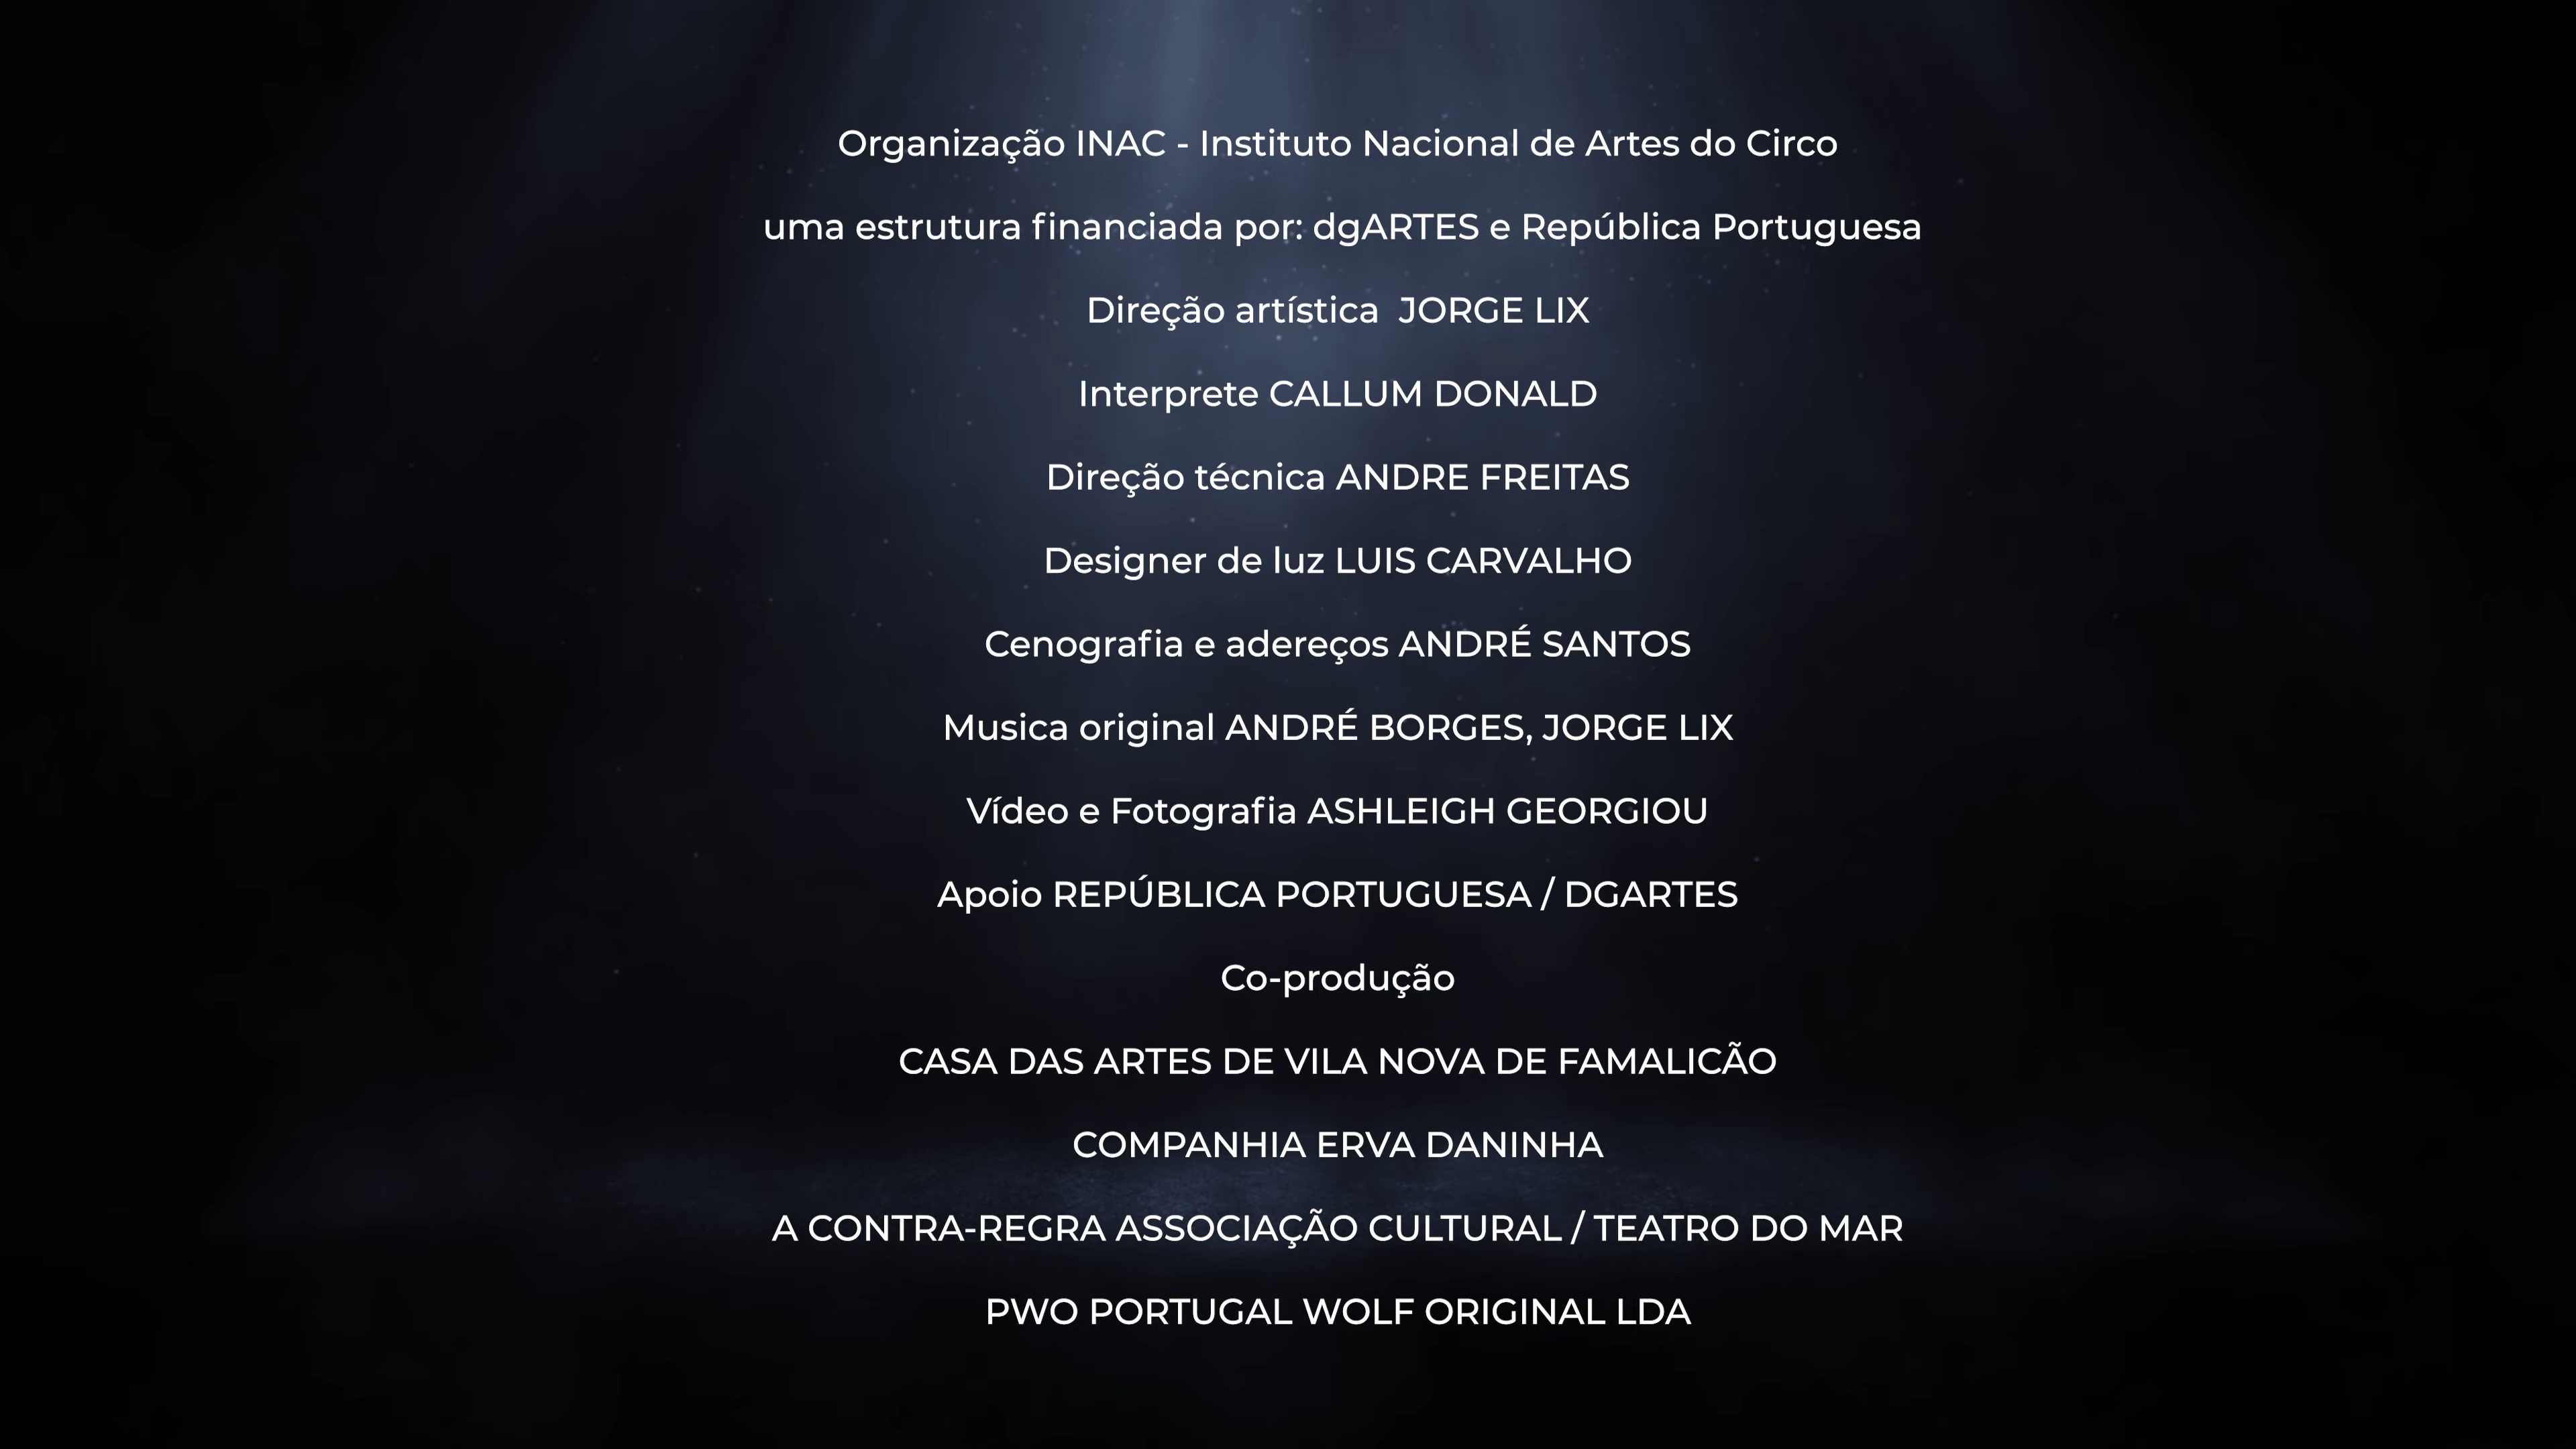 Organização INAC - Instituto Nacional de Artes do Circo
uma estrutura financiada por: dgARTES e República Portuguesa
Direção artística  JORGE LIX
Interprete CALLUM DONALD
Direção técnica ANDRE FREITAS
Designer de luz LUIS CARVALHO
Cenografia e adereços ANDRÉ SANTOS
Musica original ANDRÉ BORGES, JORGE LIX
Vídeo e Fotografia ASHLEIGH GEORGIOU
Apoio REPÚBLICA PORTUGUESA / DGARTES
Co-produção
CASA DAS ARTES DE VILA NOVA DE FAMALICÃO
COMPANHIA ERVA DANINHA
A CONTRA-REGRA ASSOCIAÇÃO CULTURAL / TEATRO DO MAR
PWO PORTUGAL WOLF ORIGINAL LDA